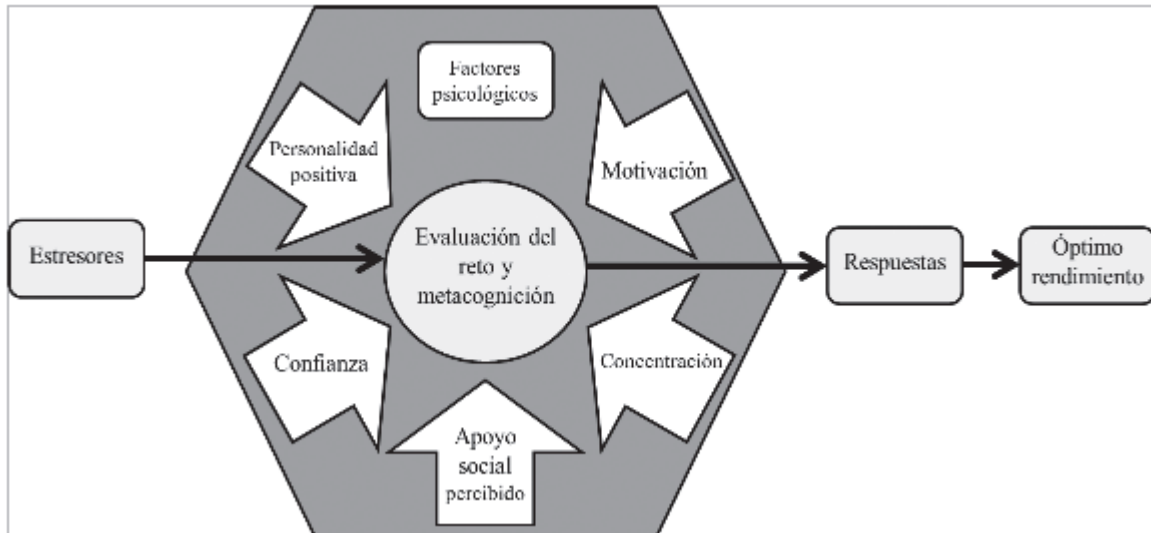 Factores
psicológicos
Personalidad
positiva
Motivación
Estresores
Evaluación del
reto y
metacognición
Respuestas
Óptimo
rendimiento
Confianza
Concentración
Apoyo
social
percibido